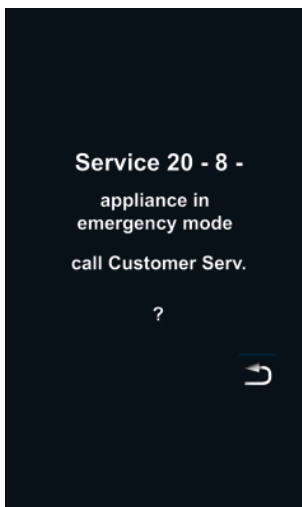 Service 20 - 8 -
appliance in
emergency mode
call Customer Serv.
?